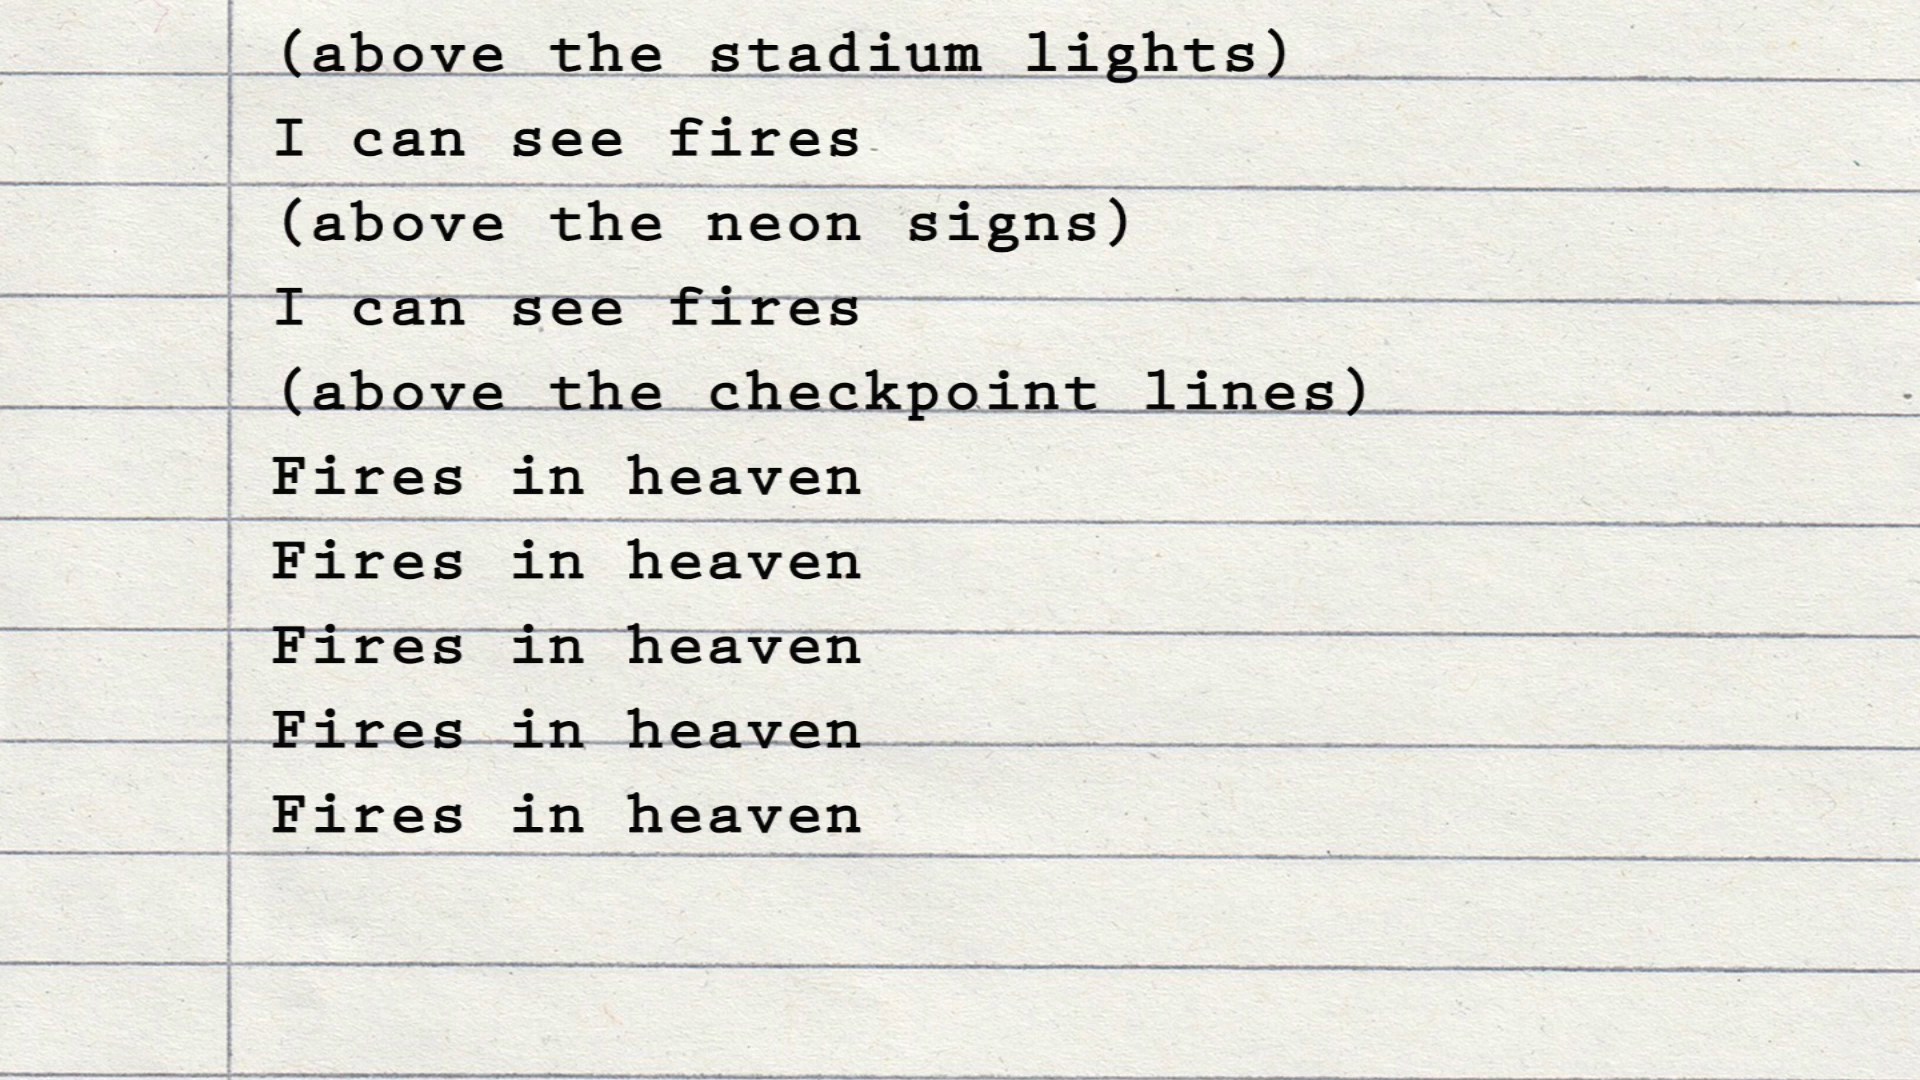 (above the stadium lights)
I can see fires
(above the neon signs)
I can see fires
(above the checkpoint lines)
Fires in heaven
Fires in heaven
Fires in heaven
Fires in heaven
Fires in heaven